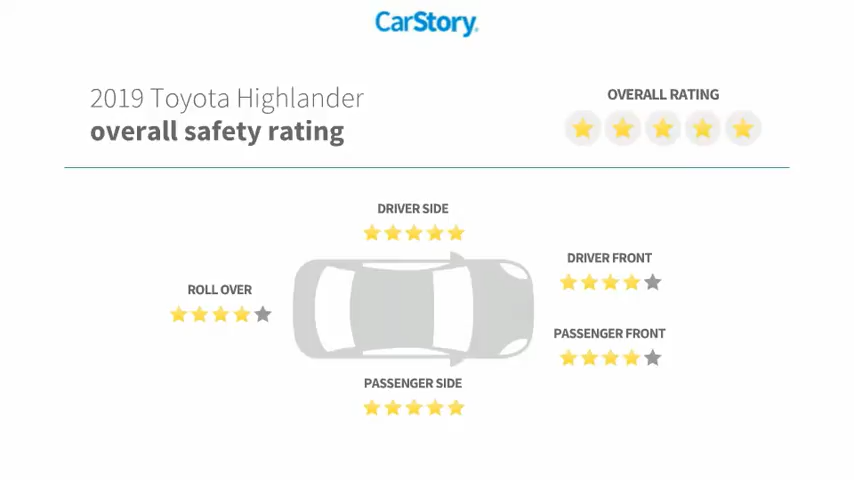 CarStory.
2019 Toyota Highlander
overall safety rating
OVERALL RATING
DRIVER SIDE
DRIVER FRONT
ROLL OVER
PASSENGER FRONT
PASSENGER SIDE